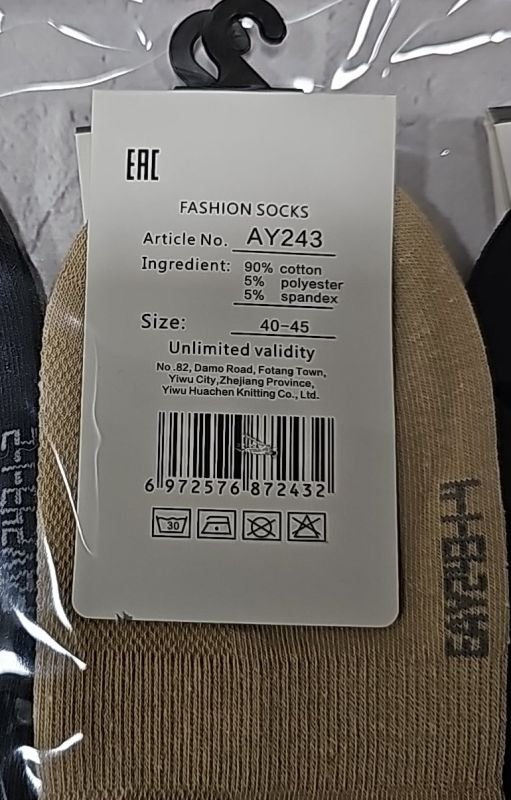 EAC
FASHION SOCKS
Article No. AY243
Ingredient: 90% cotton
5% polyester
5% spandex
Size: 40-45
Unlimited validity
No.82, Damo Road, Fotang Town,
Yiwu City,Zhejiang Province,
Yiwu Huachen Knitting Co., Ltd.
6 972576 872432
30